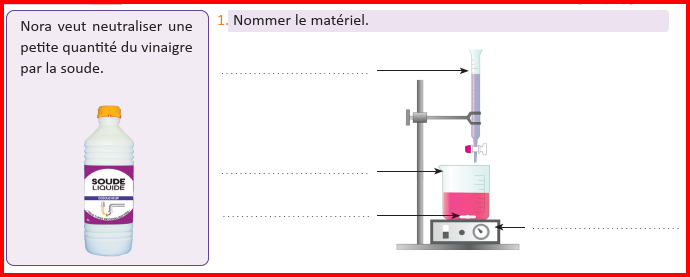 Nora veut neutraliser une
petite quantité du vinaigre
par la soude.
SOUDE
LIQUIDE
1. Nommer le matériel.